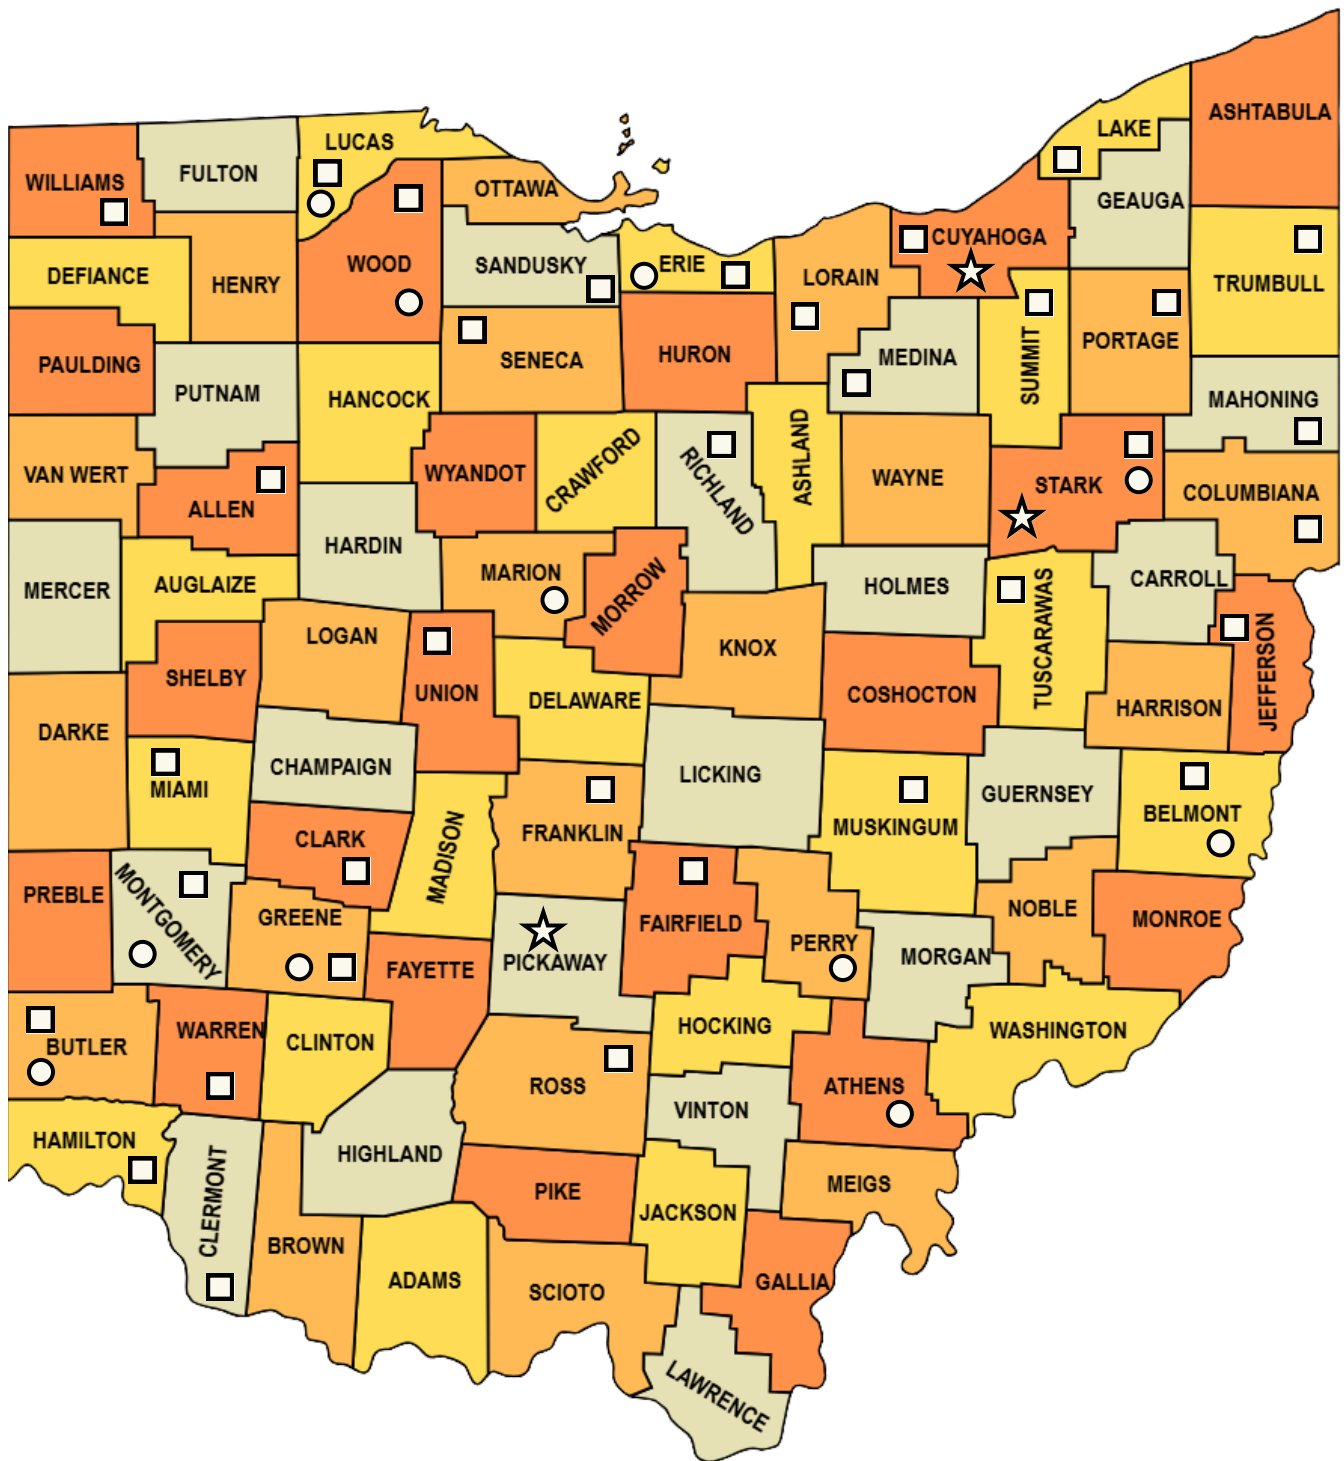 ASHTABULA
LAKE
LUCAS
FULTON
WILLIAMS
OTTAWA
GEAUGA
CUYAHOGA
WOOD
SANDUSKY
ERIE
DEFIANCE
HENRY
LORAIN
TRUMBULL
PORTAGE
SUMMIT
MEDINA
HURON
SENECA
PAULDING
PUTNAM
HANCOCK
MAHONING
ASHLAND
CRAWFORD
RICHLAND
WYANDOT
VAN WERT
WAYNE
STARK
COLUMBIANA
ALLEN
HARDIN
MARION
MORROW
MERCER
AUGLAIZE
HOLMES
CARROLL
TUSCARAWAS
JEFFERSON
LOGAN
KNOX
SHELBY
UNION
DELAWARE
COSHOCTON
HARRISON
DARKE
CHAMPAIGN
LICKING
MIAMI
GUERNSEY
BELMONT
FRANKLIN
MUSKINGUM
CLARK
MADISON
PREBLE
MONTGOMERY
GREENE
FAIRFIELD
NOBLE
MONROE
PERRY
MORGAN
PICKAWAY
FAYETTE
WARREN
CLINTON
HOCKING
WASHINGTON
BUTLER
ROSS
ATHENS
VINTON
HAMILTON
HIGHLAND
CLERMONT
PIKE
MEIGS
JACKSON
BROWN
ADAMS
SCIOTO
GALLIA
LAWRENCE